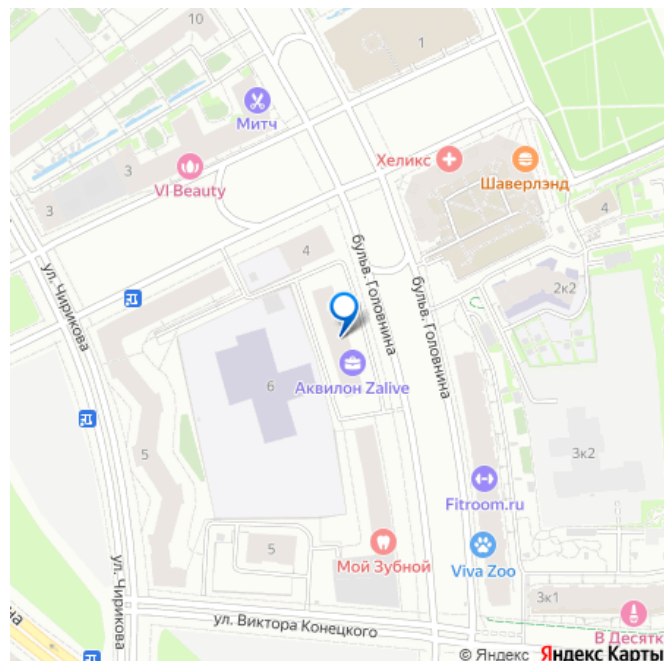 10
1
Митч
3
VI Beauty
3
Хеликс
Шаверлэнд
4
4
2к2
ул. Чирикова
бульв. Головнина
бульв. Головнина
Аквилон Zalive
6
5
3к2
Fitroom.ru
5
Мой Зубной
Viva Zoo
ул. Чирикова
3к1
ул. Виктора Конецкого
на
В Десятк
© Яндекс Яндекс Карты